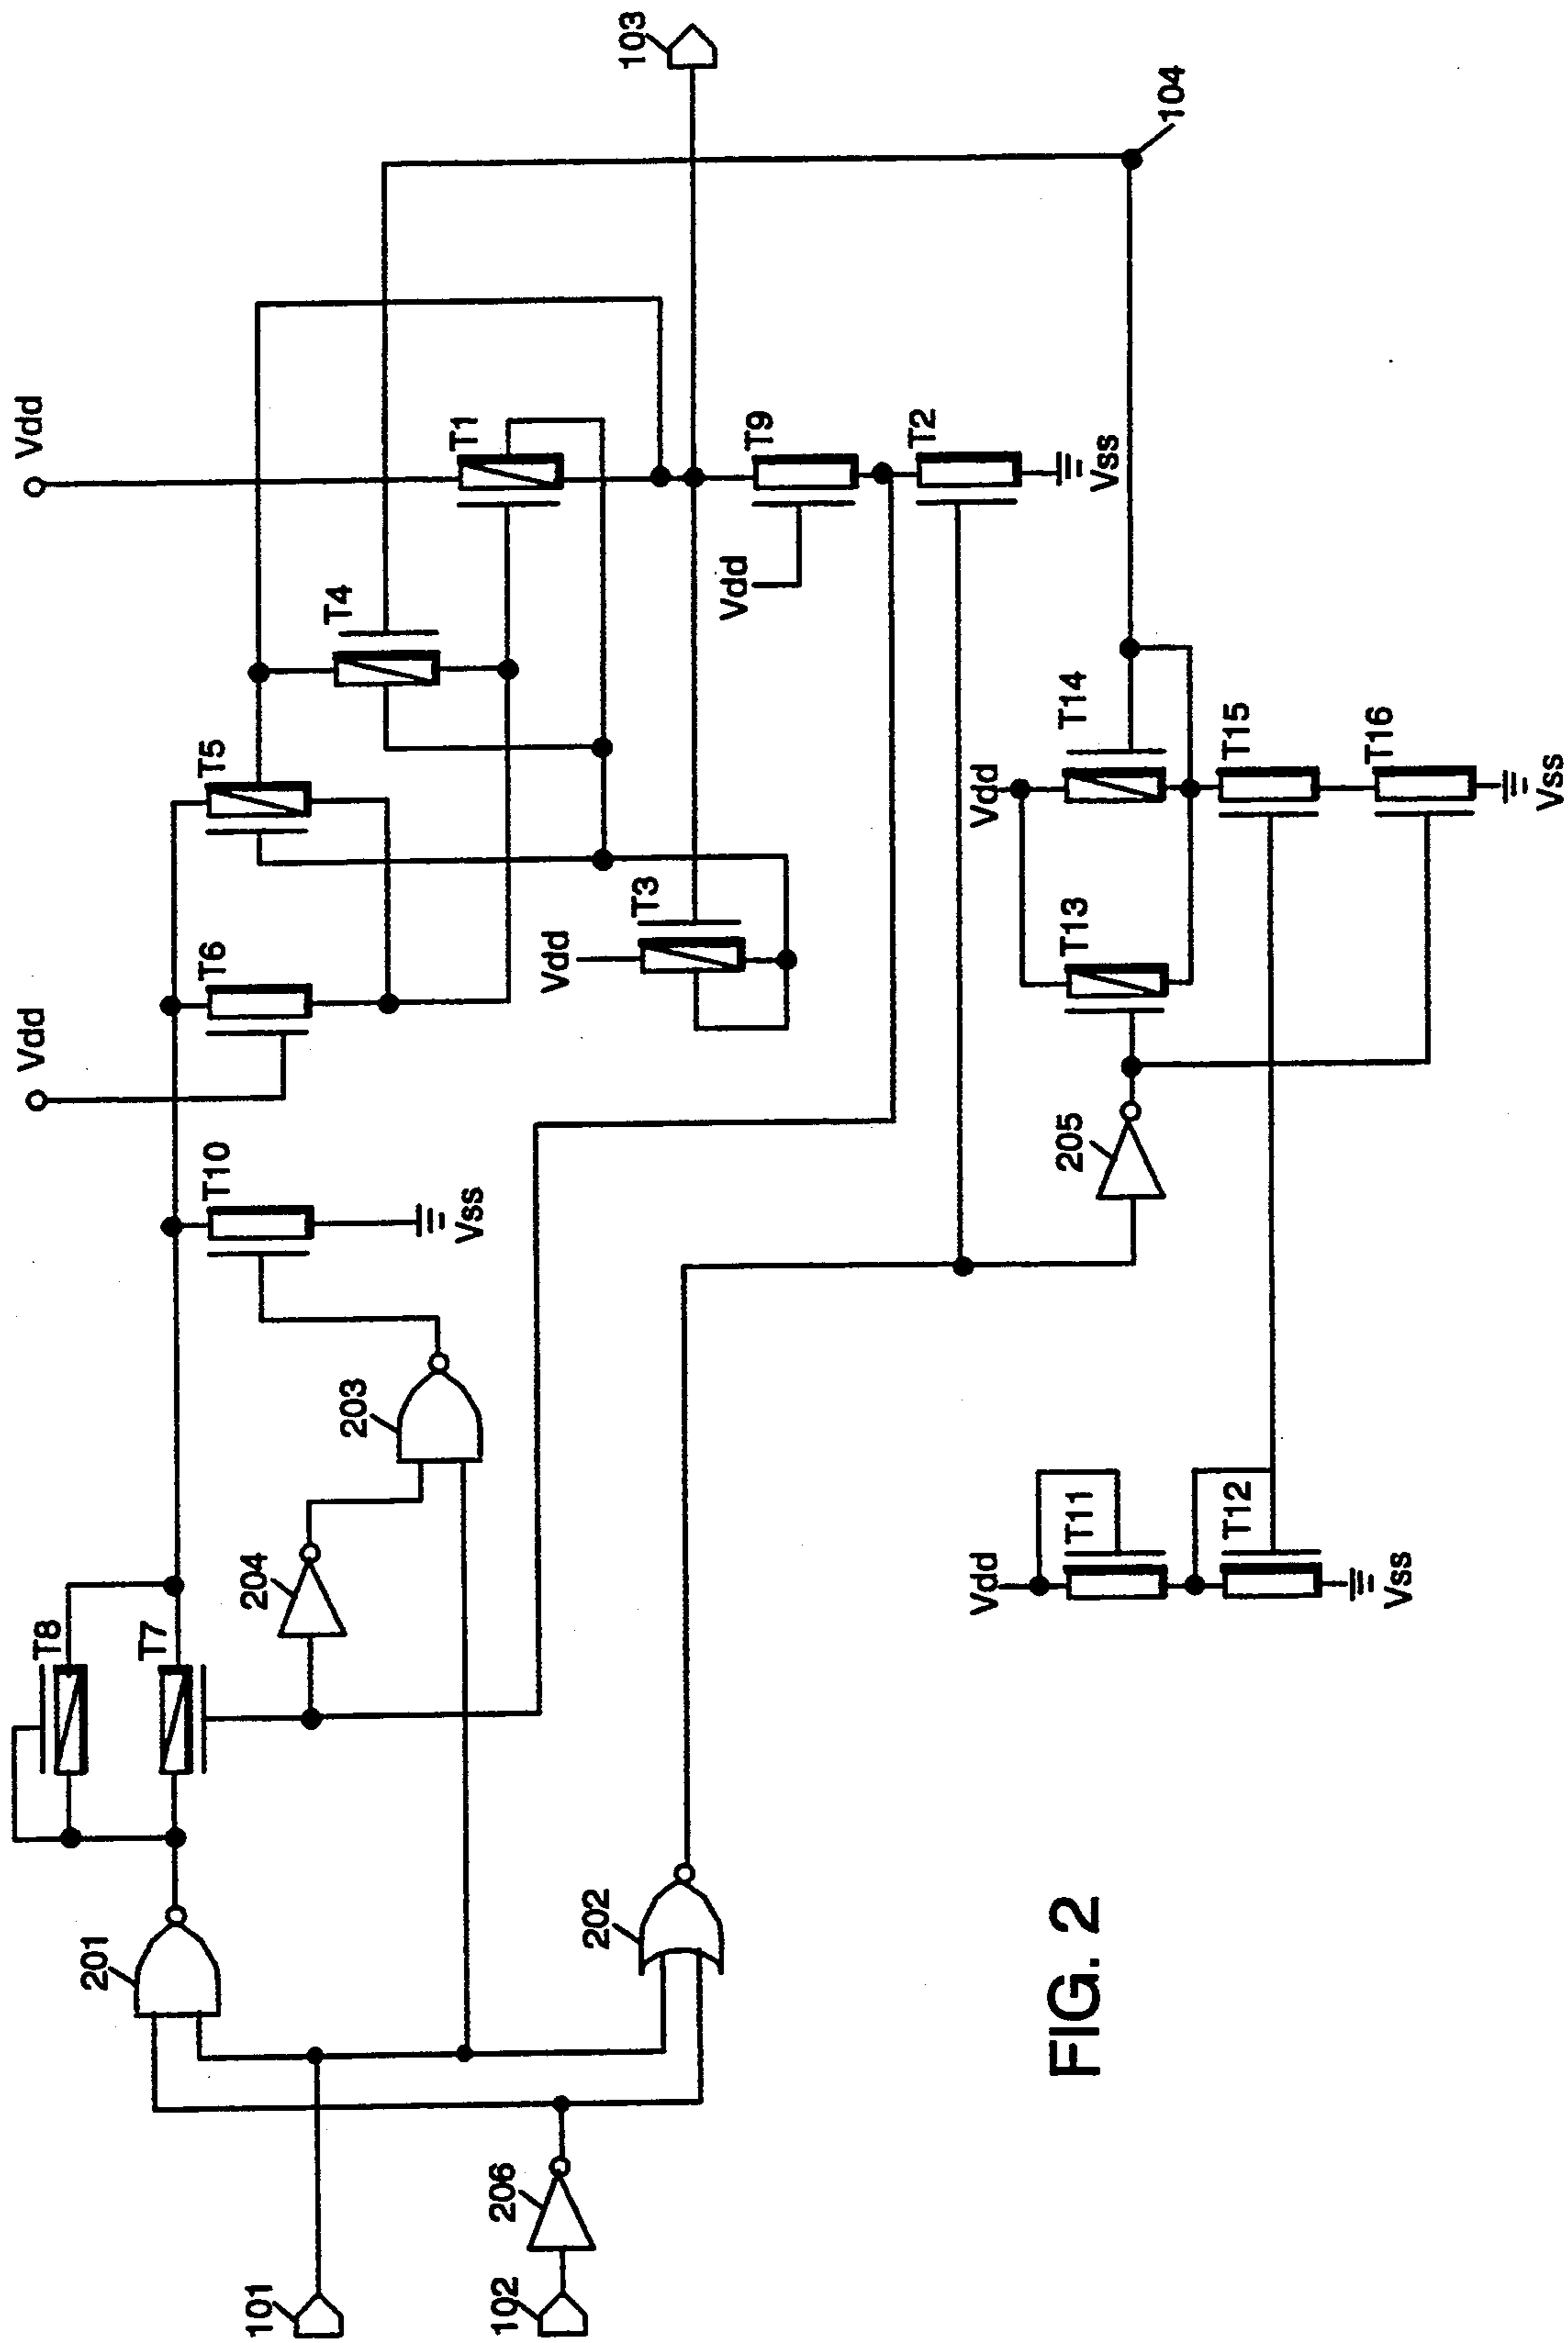 Vdd
Vdd
103
T8
T7
201
T10
T6
T5
T4
T1
204
203
Vss
Vdd
T3
T9
Vdd
T2
Vss
104
101
206
102
202
205
Vdd
T13
T14
T15
T16
Vss
Vdd
T11
T12
Vss
FIG. 2